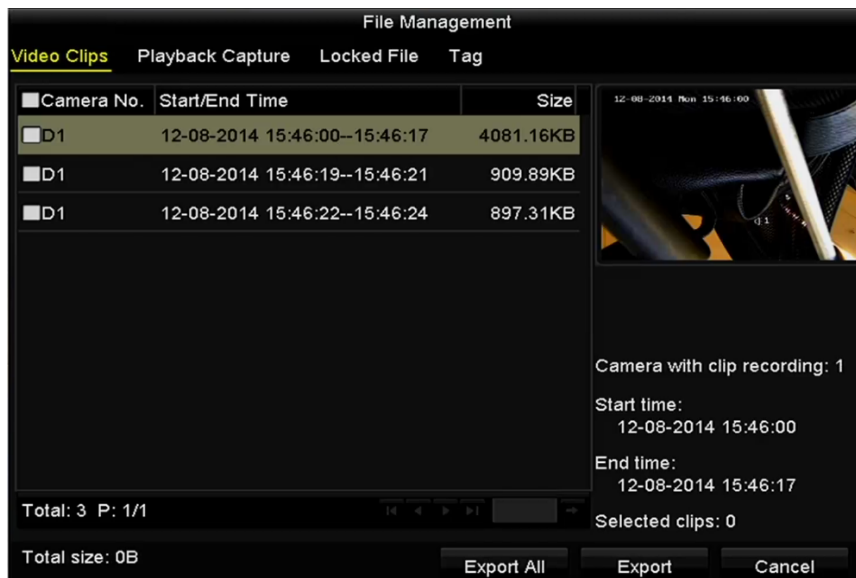 File Management
Video Clips Playback Capture Locked File Tag
Camera No. Start/End Time Size
D1 12-08-2014 15:46:00--15:46:17 4081.16KB
D1 12-08-2014 15:46:19--15:46:21 909.89KB
D1 12-08-2014 15:46:22--15:46:24 897.31KB
12-08-2014 Mon 15:46:00
Camera with clip recording: 1
Start time:
12-08-2014 15:46:00
End time:
12-08-2014 15:46:17
Selected clips: 0
Total: 3 P: 1/1
Total size: 0B
Export All Export Cancel